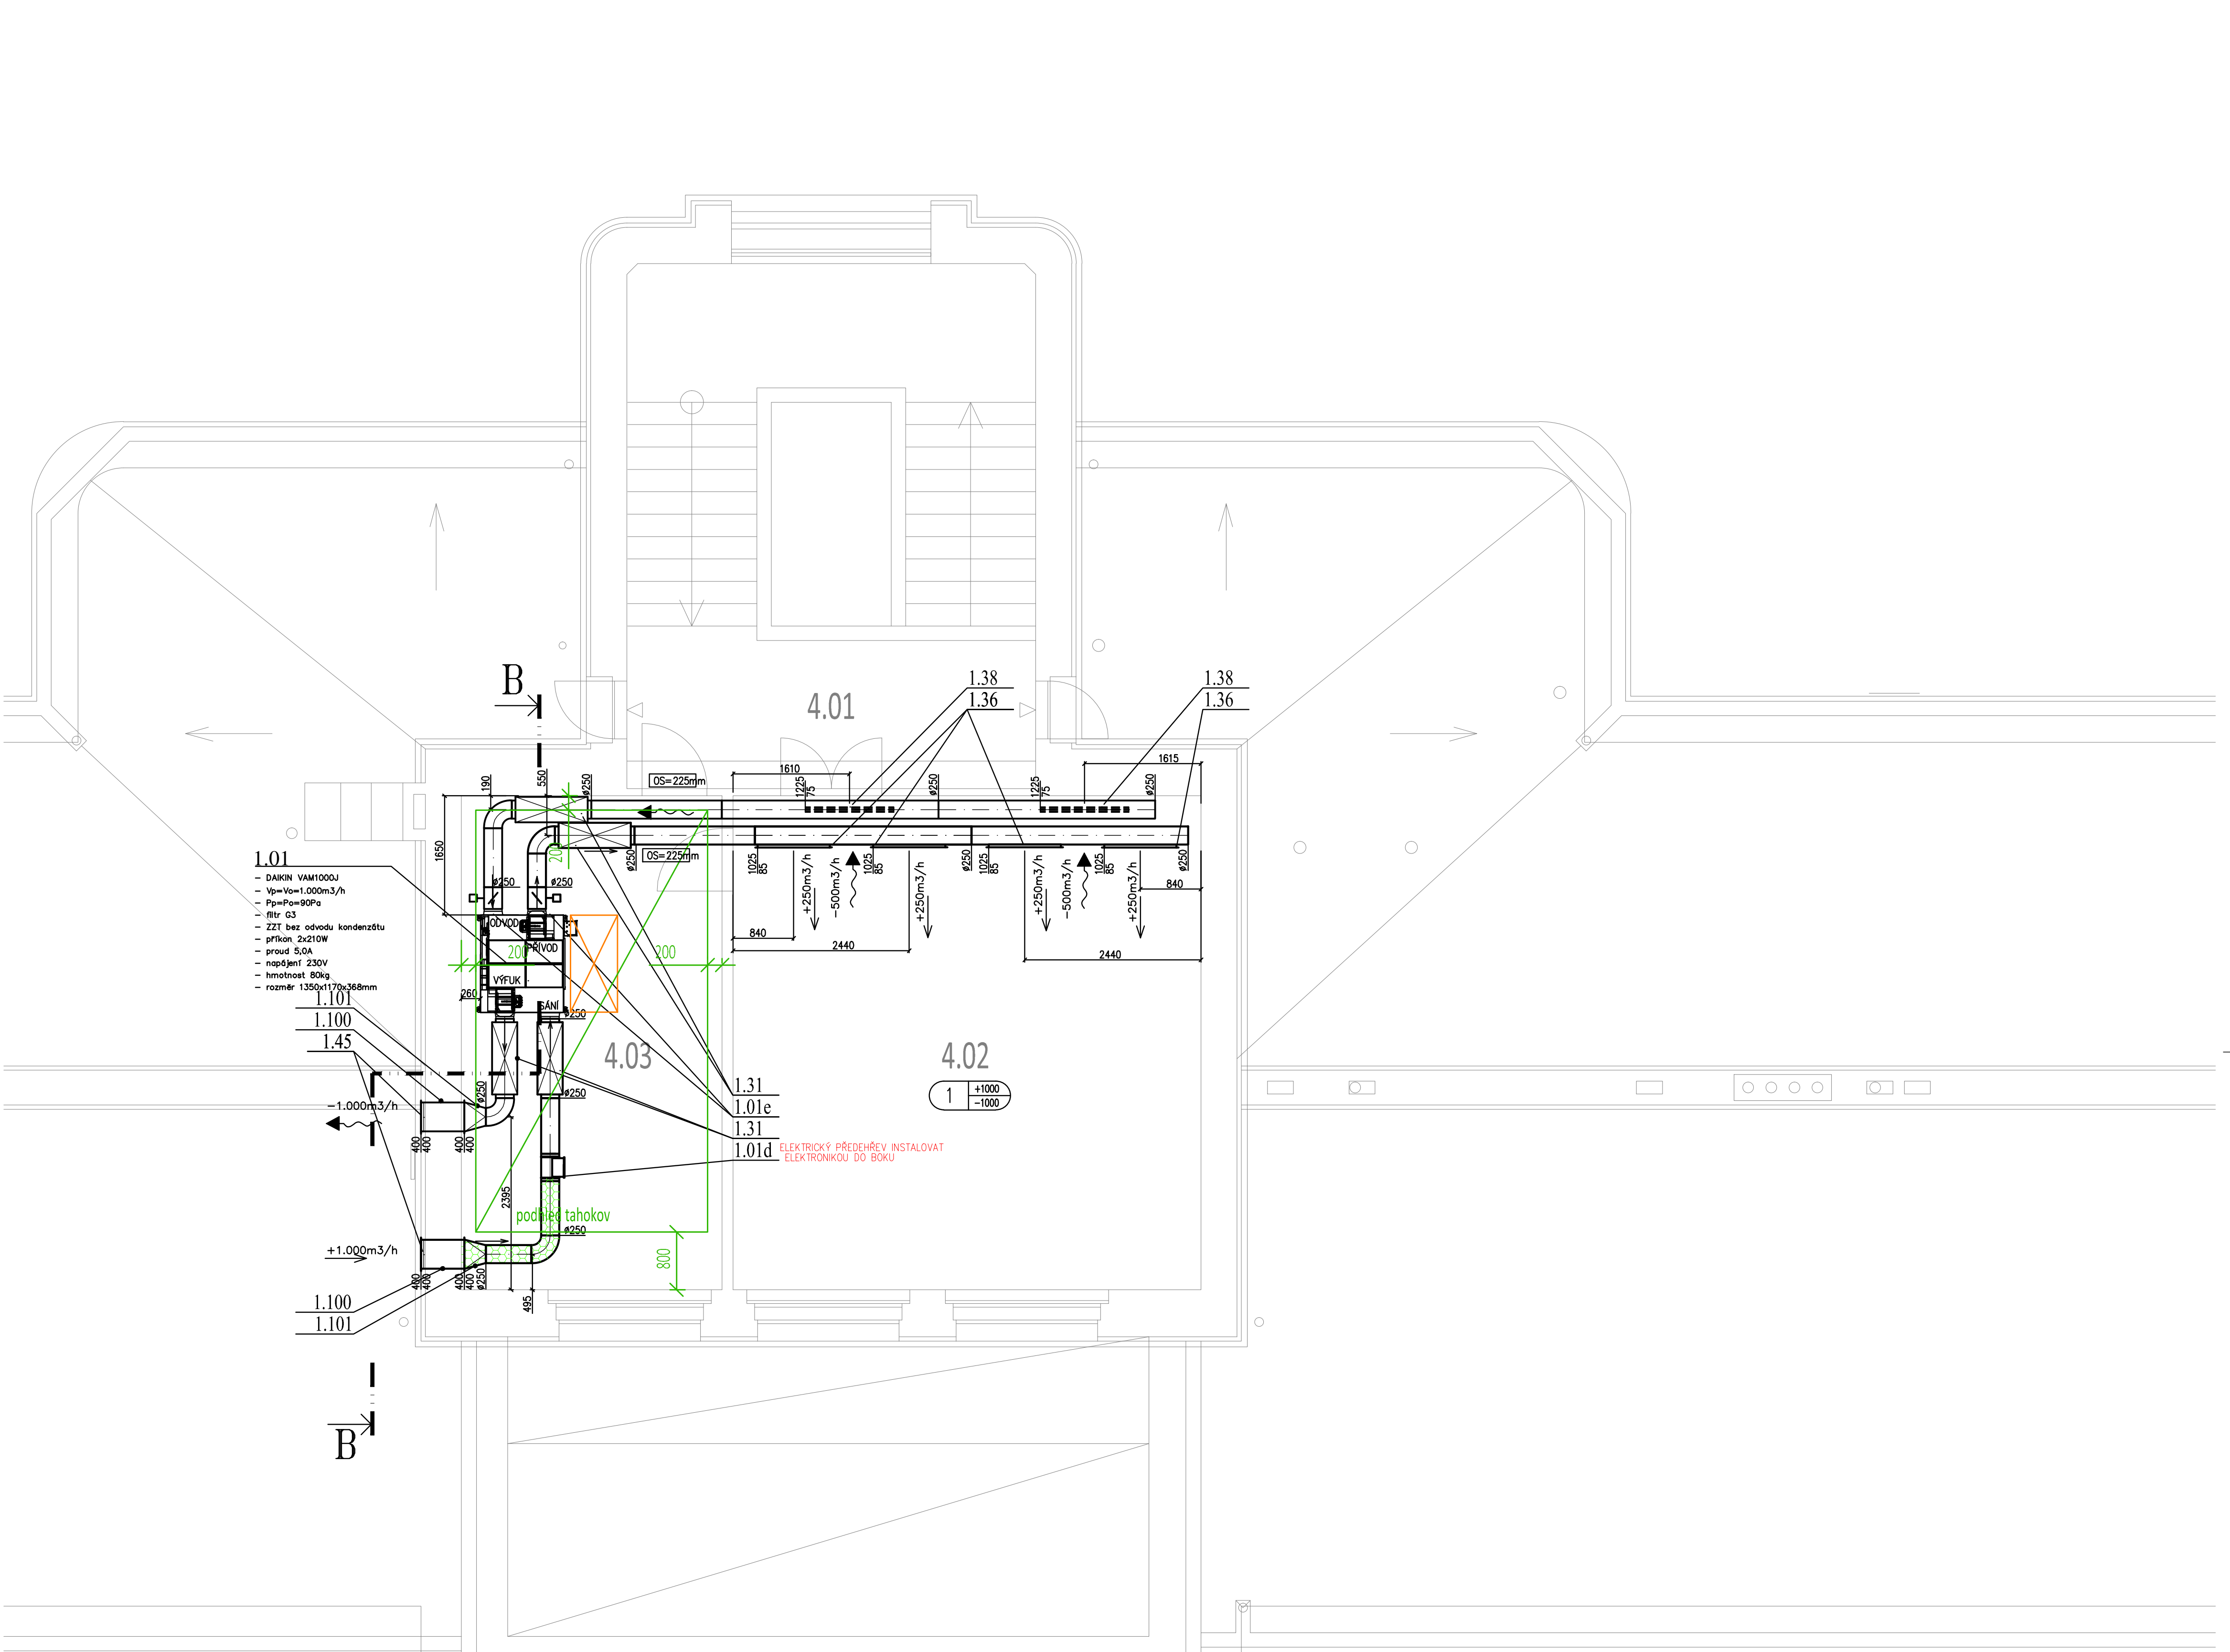 B
4.01
1.38
1.36
1.38
1.36
1610
1615
190
550
ø250
OS=225mm
1225
75
ø250
1225
75
ø250
1650
200
ø250
OS=225mm
1025
85
1025
85
ø250
1025
85
1025
85
ø250
+250m3/h
-500m3/h
+250m3/h
+250m3/h
-500m3/h
+250m3/h
840
840
2440
2440
1.01
- DAIKIN VAM1000J
- Vp=Vo=1.000m3/h
- Pp=Po=90Pa
- filtr G3
- ZZT bez odvodu kondenzátu
- příkon 2x210W
- proud 5,0A
- napájení 230V
- hmotnost 80kg
- rozměr 1350x1170x368mm
ø250
ø250
ODVOD
PŘÍVOD
200
200
VÝFUK
SÁNÍ
260
ø250
1.101
1.100
1.45
4.03
4.02
1
+1000
-1000
ø250
ø250
-1.000m3/h
400
400
400
400
1.31
1.01e
1.31
1.01d
ELEKTRICKÝ PŘEDEHŘEV INSTALOVAT
ELEKTRONIKOU DO BOKU
2395
podhled tahokov
ø250
800
+1.000m3/h
400
400
400
400
ø250
495
1.100
1.101
B